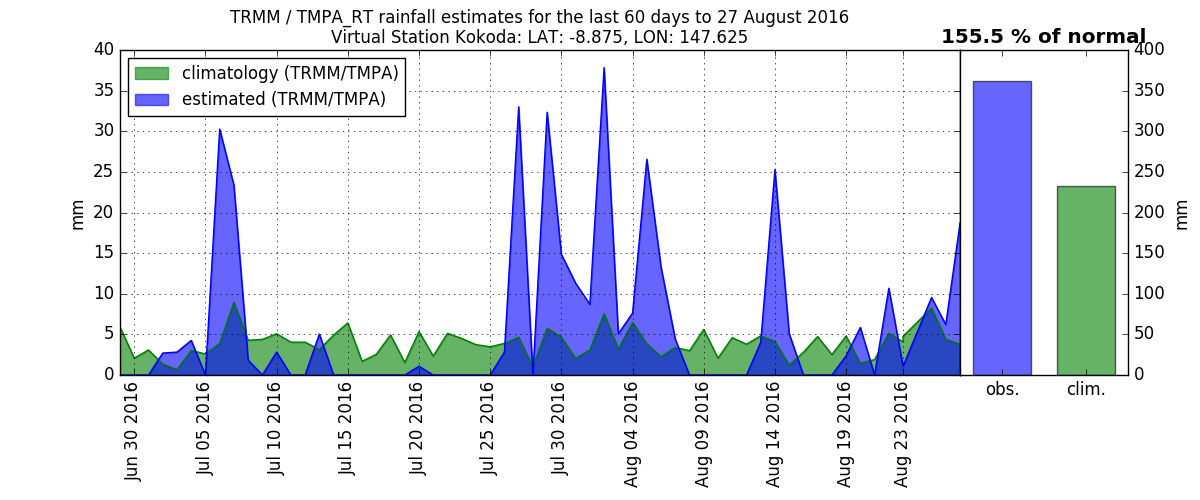 TRMM / TMPA_RT rainfall estimates for the last 60 days to 27 August 2016
Virtual Station Kokoda: LAT: -8.875, LON: 147.625
155.5 % of normal
climatology (TRMM/TMPA)
estimated (TRMM/TMPA)
40
35
30
25
20
15
10
5
0
mm
Jun 30 2016
Jul 05 2016
Jul 10 2016
Jul 15 2016
Jul 20 2016
Jul 25 2016
Jul 30 2016
Aug 04 2016
Aug 09 2016
Aug 14 2016
Aug 19 2016
Aug 23 2016
obs.
clim.
400
350
300
250
200
150
100
50
0
mm